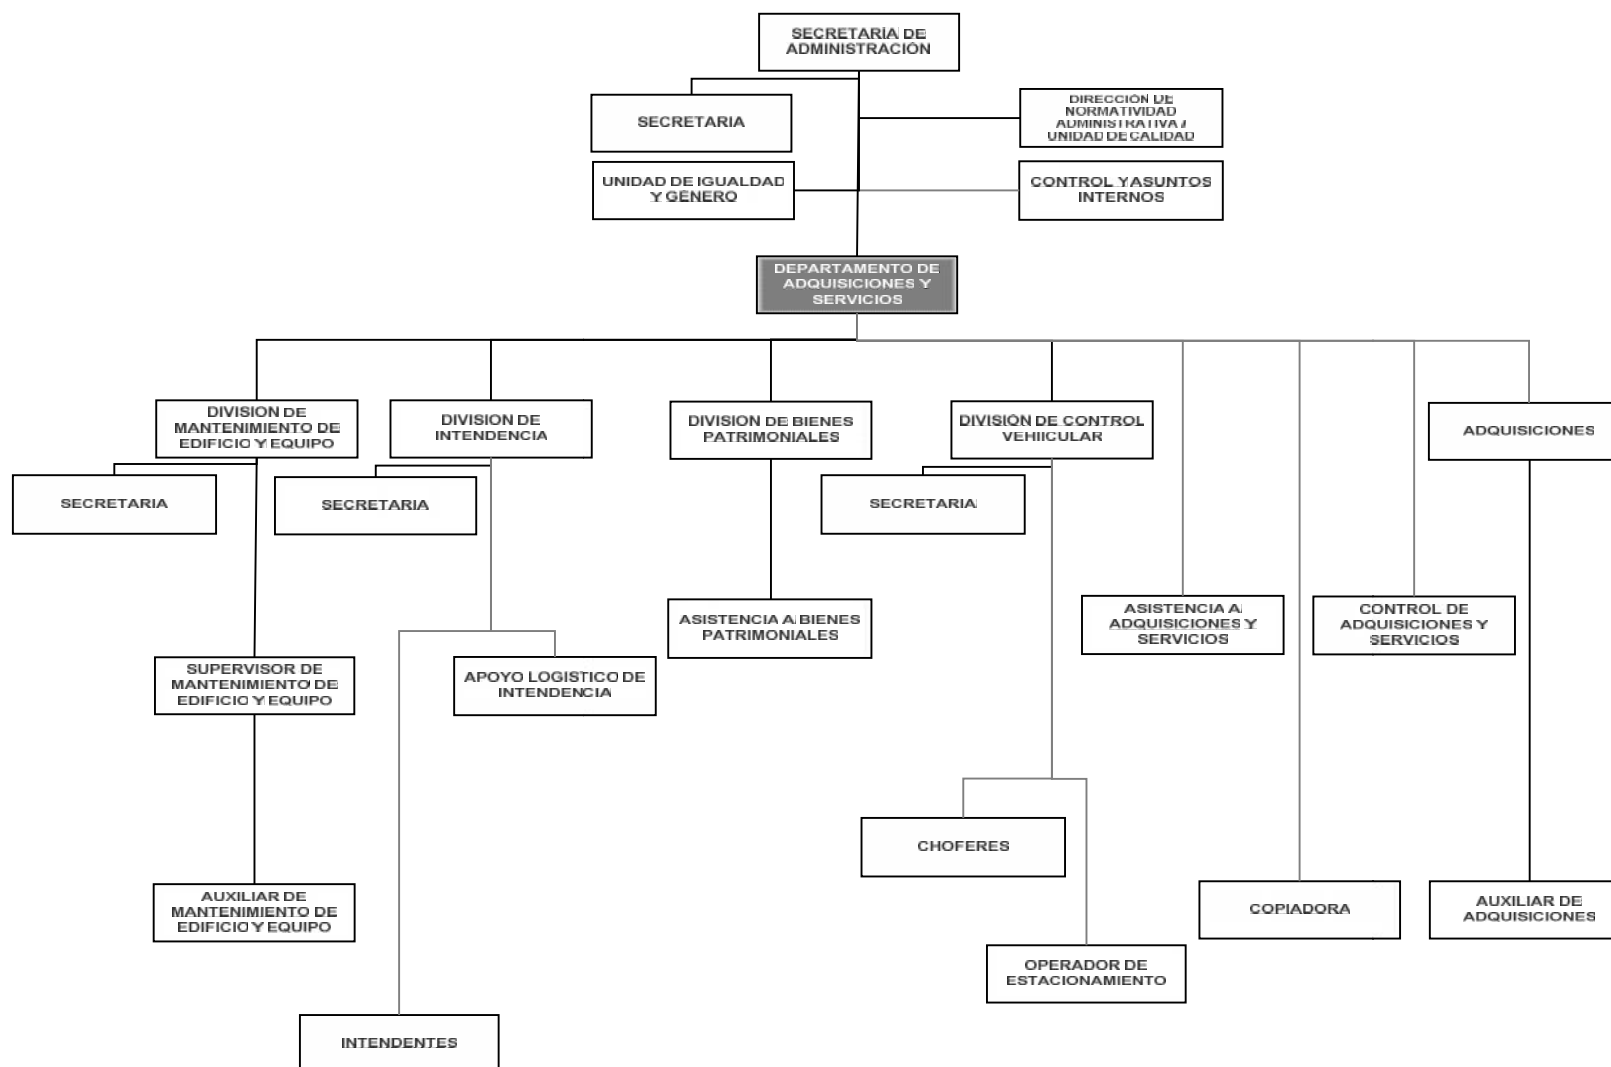 SECRETARÍA DE
ADMINISTRACIÓN
SECRETARIA
DIRECCIÓN DE
NORMATIVIDAD
ADMINISTRATIVA /
UNIDAD DE CALIDAD
UNIDAD DE IGUALDAD
Y GÉNERO
CONTROL Y ASUNTOS
INTERNOS
DEPARTAMENTO DE
ADQUISICIONES Y
SERVICIOS
DIVISION DE
MANTENIMIENTO DE
EDIFICIO Y EQUIPO
DIVISION DE
INTENDENCIA
DIVISION DE BIENES
PATRIMONIALES
DIVISIÓN DE CONTROL
VEHIICULAR
ADQUISICIONES
SECRETARIA
SECRETARIA
SECRETARIA
ASISTENCIA A BIENES
PATRIMONIALES
ASISTENCIA A
ADQUISICIONES Y
SERVICIOS
CONTROL DE
ADQUISICIONES Y
SERVICIOS
SUPERVISOR DE
MANTENIMIENTO DE
EDIFICIO Y EQUIPO
APOYO LOGISTICO DE
INTENDENCIA
CHOFERES
AUXILIAR DE
MANTENIMIENTO DE
EDIFICIO Y EQUIPO
COPIADORA
AUXILIAR DE
ADQUISICIONES
OPERADOR DE
ESTACIONAMIENTO
INTENDENTES